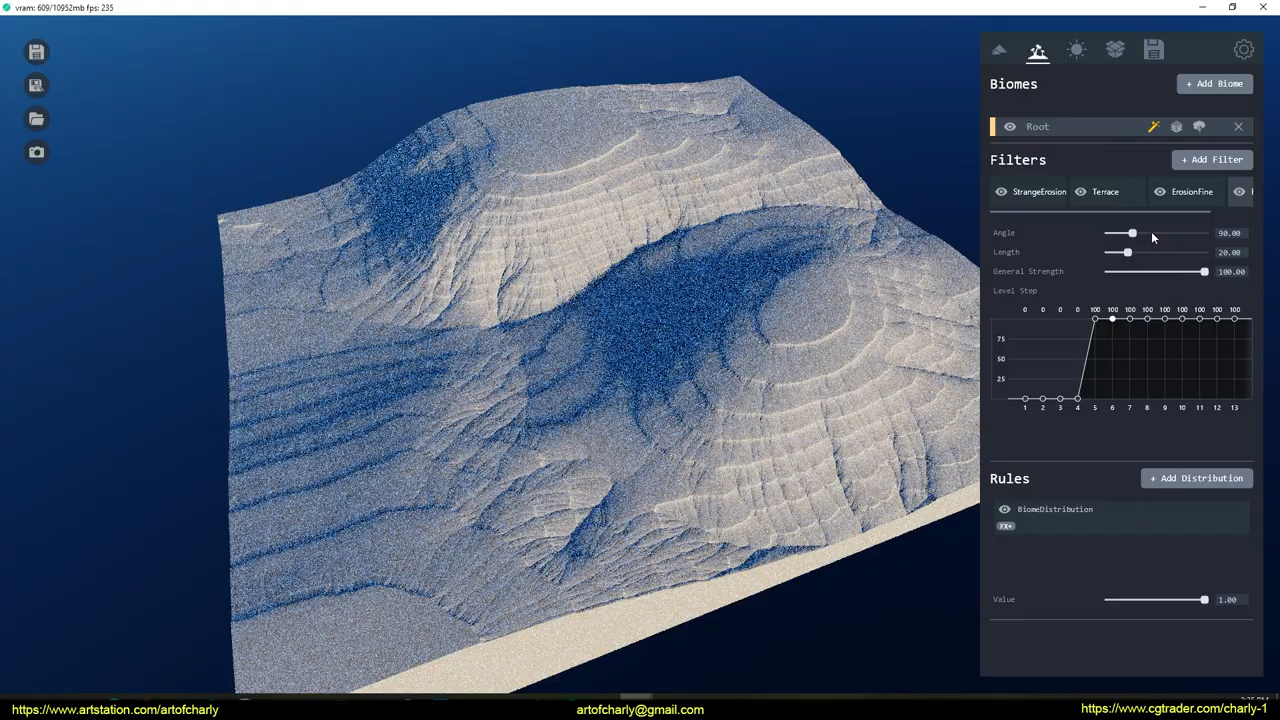 vram: 609/10952mb fps: 235
Biomes
+ Add Biome
Root
Filters
+ Add Filter
StrangeErosion
Terrace
ErosionFine
Angle
90.00
Length
20.00
General Strength
100.00
Level Step
0 0 0 0 100 100 100 100 100 100 100 100 100
75
50
25
1 2 3 4 5 6 7 8 9 10 11 12 13
Rules
+ Add Distribution
BiomeDistribution
FX+
Value
1.00
https://www.artstation.com/artofcharly
artofcharly@gmail.com
https://www.cgtrader.com/charly-1